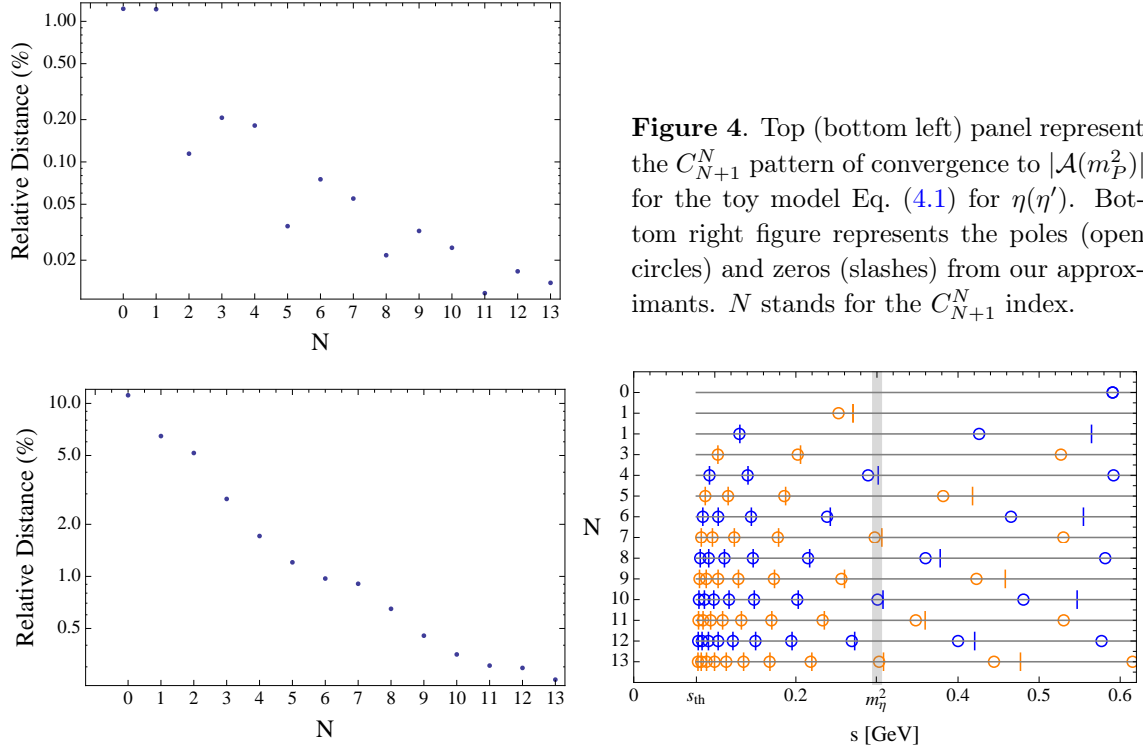 1.00
0.50
0.20
0.10
0.05
0.02
Relative Distance (%)
0 1 2 3 4 5 6 7 8 9 10 11 12 13
N
Figure 4. Top (bottom left) panel represent
the $C^N_{N+1}$ pattern of convergence to $|\mathcal{A}(m_P^2)|$
for the toy model Eq. (4.1) for η(η′). Bot-
tom right figure represents the poles (open
circles) and zeros (slashes) from our approx-
imants. N stands for the $C^N_{N+1}$ index.
10.0
5.0
2.0
1.0
0.5
Relative Distance (%)
0 1 2 3 4 5 6 7 8 9 10 11 12 13
N
0
1
1
3
4
5
6
7
8
9
10
11
12
13
N
0 $s_{th}$ 0.2 0.3 0.4 0.5 0.6
$m_η^2$
s [GeV]